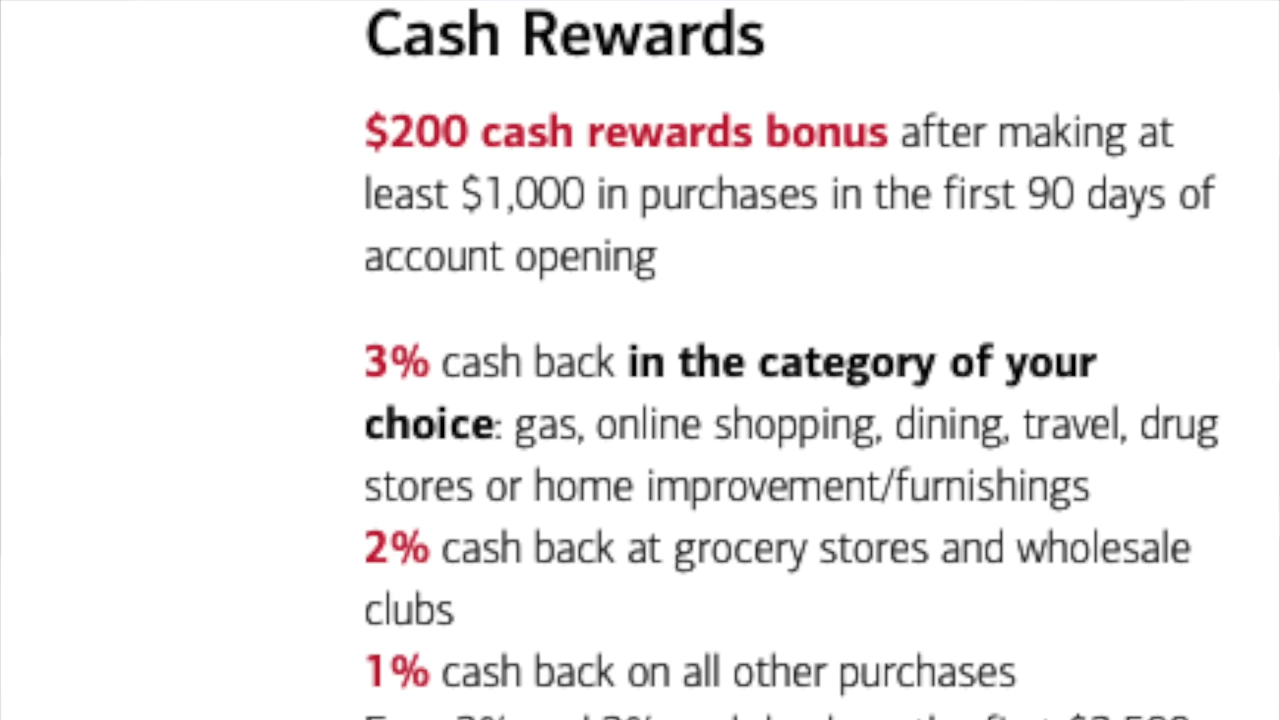 Cash Rewards
$200 cash rewards bonus after making at
least $1,000 in purchases in the first 90 days of
account opening
3% cash back in the category of your
choice: gas, online shopping, dining, travel, drug
stores or home improvement/furnishings
2% cash back at grocery stores and wholesale
clubs
1% cash back on all other purchases